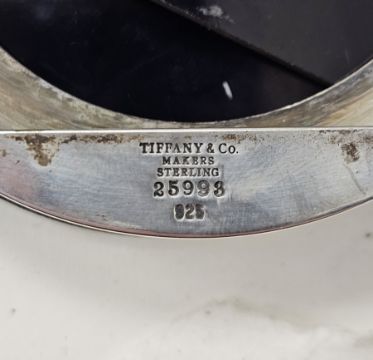 TIFFANY & Co.
MAKERS
STERLING
25993
925